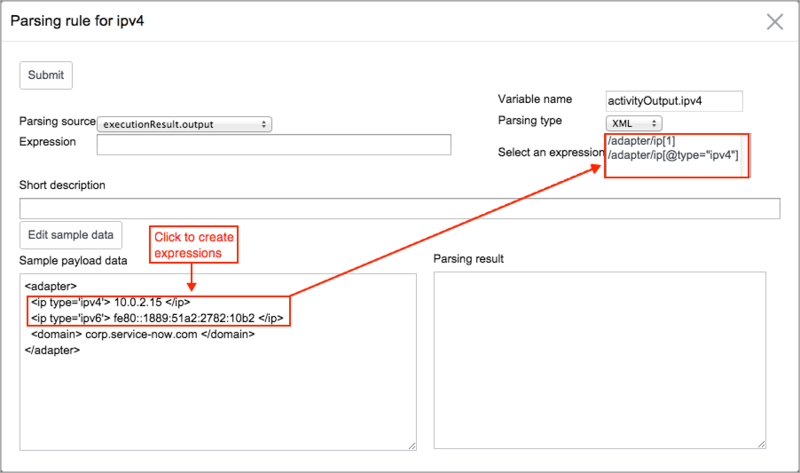 Parsing rule for ipv4
Submit
Variable name
activityOutput.ipv4
Parsing source
executionResult.output
Parsing type
XML
Expression
Select an expression
/adapter/ip[1]
/adapter/ip[@type="ipv4"]
Short description
Edit sample data
Click to create
expressions
Sample payload data
Parsing result
<adapter>
<ip type='ipv4'> 10.0.2.15 </ip>
<ip type='ipv6'> fe80::1889:51a2:2782:10b2 </ip>
<domain> corp.service-now.com </domain>
</adapter>